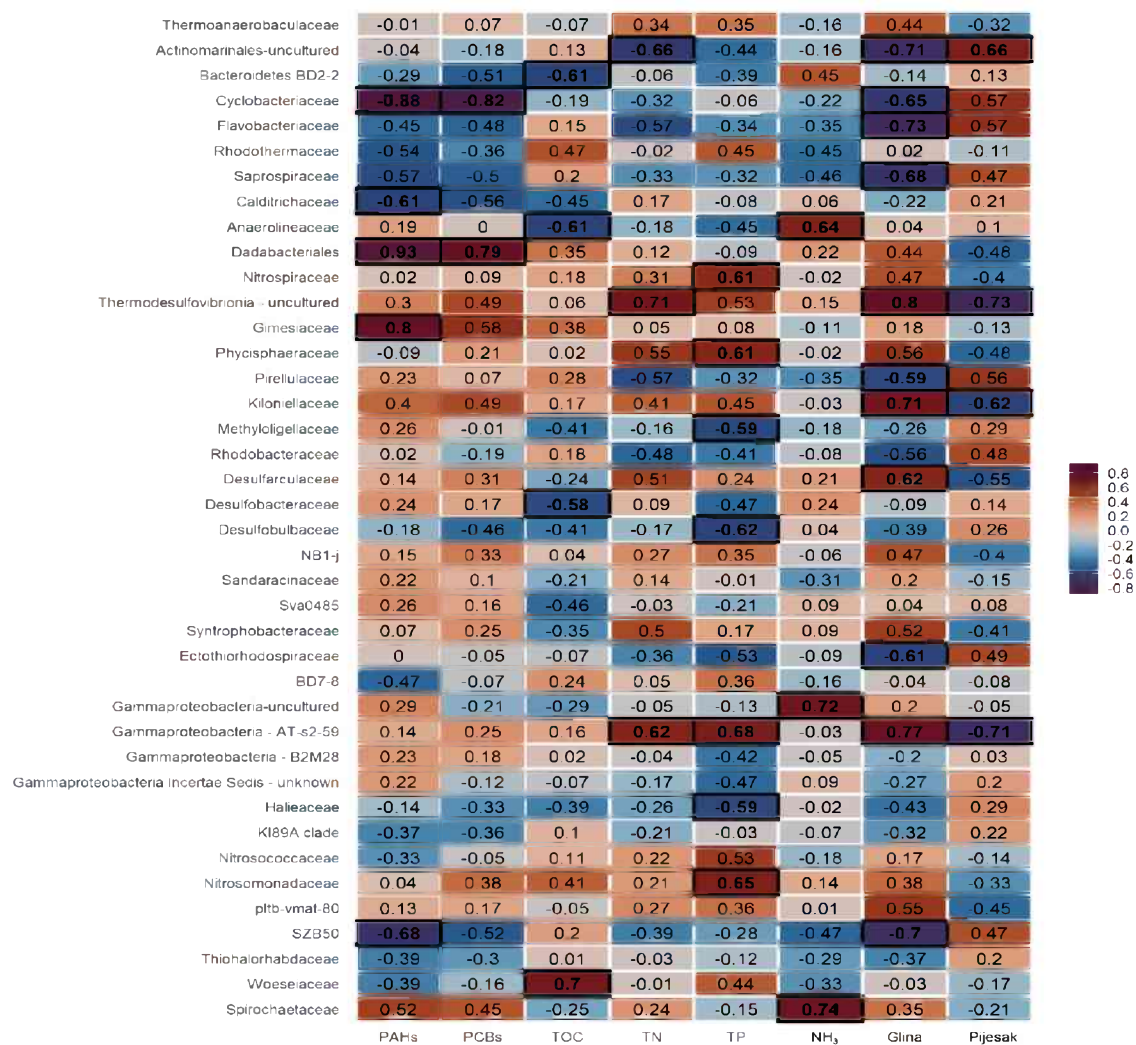 Thermoanaerobaculaceae -0.01 0.07 -0.07 0.34 0.35 -0.16 0.44 -0.32
Actinomarinales-uncultured -0.04 -0.18 0.13 -0.66 -0.44 -0.16 -0.71 0.66
Bacteroidetes BD2-2 -0.29 -0.51 -0.61 -0.06 -0.39 0.45 -0.14 0.13
Cyclobacteriaceae -0.88 -0.82 -0.19 -0.32 -0.06 -0.22 -0.65 0.57
Flavobacteriaceae -0.45 -0.48 0.15 -0.57 -0.34 -0.35 -0.73 0.57
Rhodothermaceae -0.54 -0.36 0.47 -0.02 0.45 -0.45 0.02 -0.11
Saprospiraceae -0.57 -0.5 0.2 -0.33 -0.32 -0.46 -0.68 0.47
Calditrichaceae -0.61 -0.56 -0.45 0.17 -0.08 0.06 -0.22 0.21
Anaerolineaceae 0.19 0 -0.61 -0.18 -0.45 0.64 0.04 0.1
Dadabacteriales 0.93 0.79 0.35 0.12 -0.09 0.22 0.44 -0.48
Nitrospiraceae 0.02 0.09 0.18 0.31 0.61 -0.02 0.47 -0.4
Thermodesulfovibrionia - uncultured 0.3 0.49 0.06 0.71 0.53 0.15 0.8 -0.73
Gimesiaceae 0.8 0.58 0.38 0.05 0.08 -0.11 0.18 -0.13
Phycisphaeraceae -0.09 0.21 0.02 0.55 0.61 -0.02 0.56 -0.48
Pirellulaceae 0.23 0.07 0.28 -0.57 -0.32 -0.35 -0.59 0.56
Kiloniellaceae 0.4 0.49 0.17 0.41 0.45 -0.03 0.71 -0.62
Methyloligellaceae 0.26 -0.01 -0.41 -0.16 -0.59 -0.18 -0.26 0.29
Rhodobacteraceae 0.02 -0.19 0.18 -0.48 -0.41 -0.08 -0.56 0.48
Desulfarculaceae 0.14 0.31 -0.24 0.51 0.24 0.21 0.62 -0.55
Desulfobacteraceae 0.24 0.17 -0.58 0.09 -0.47 0.24 -0.09 0.14
Desulfobulbaceae -0.18 -0.46 -0.41 -0.17 -0.62 0.04 -0.39 0.26
NB1-j 0.15 0.33 0.04 0.27 0.35 -0.06 0.47 -0.4
Sandaracinaceae 0.22 0.1 -0.21 0.14 -0.01 -0.31 0.2 -0.15
Sva0485 0.26 0.16 -0.46 -0.03 -0.21 0.09 0.04 0.08
Syntrophobacteraceae 0.07 0.25 -0.35 0.5 0.17 0.09 0.52 -0.41
Ectothiorhodospiraceae 0 -0.05 -0.07 -0.36 -0.53 -0.09 -0.61 0.49
BD7-8 -0.47 -0.07 0.24 0.05 0.36 -0.16 -0.04 -0.08
Gammaproteobacteria-uncultured 0.29 -0.21 -0.29 -0.05 -0.13 0.72 0.2 -0.05
Gammaproteobacteria - AT-s2-59 0.14 0.25 0.16 0.62 0.68 -0.03 0.77 -0.71
Gammaproteobacteria - B2M28 0.23 0.18 0.02 -0.04 -0.42 -0.05 -0.2 0.03
Gammaproteobacteria Incertae Sedis - unknown 0.22 -0.12 -0.07 -0.17 -0.47 0.09 -0.27 0.2
Halieaceae -0.14 -0.33 -0.39 -0.26 -0.59 -0.02 -0.43 0.29
KI89A clade -0.37 -0.36 0.1 -0.21 -0.03 -0.07 -0.32 0.22
Nitrosococcaceae -0.33 -0.05 0.11 0.22 0.53 -0.18 0.17 -0.14
Nitrosomonadaceae 0.04 0.38 0.41 0.21 0.65 0.14 0.38 -0.33
pltb-vmat-80 0.13 0.17 -0.05 0.27 0.36 0.01 0.55 -0.45
SZB50 -0.68 -0.52 0.2 -0.39 -0.28 -0.47 -0.7 0.47
Thiohalorhabdaceae -0.39 -0.3 0.01 -0.03 -0.12 -0.29 -0.37 0.2
Woeseiaceae -0.39 -0.16 0.7 -0.01 0.44 -0.33 -0.03 -0.17
Spirochaetaceae 0.52 0.45 -0.25 0.24 -0.15 0.74 0.35 -0.21
PAHs PCBs TOC TN TP NH₃ Glina Pijesak
0.8
0.6
0.4
0.2
0.0
-0.2
-0.4
-0.6
-0.8